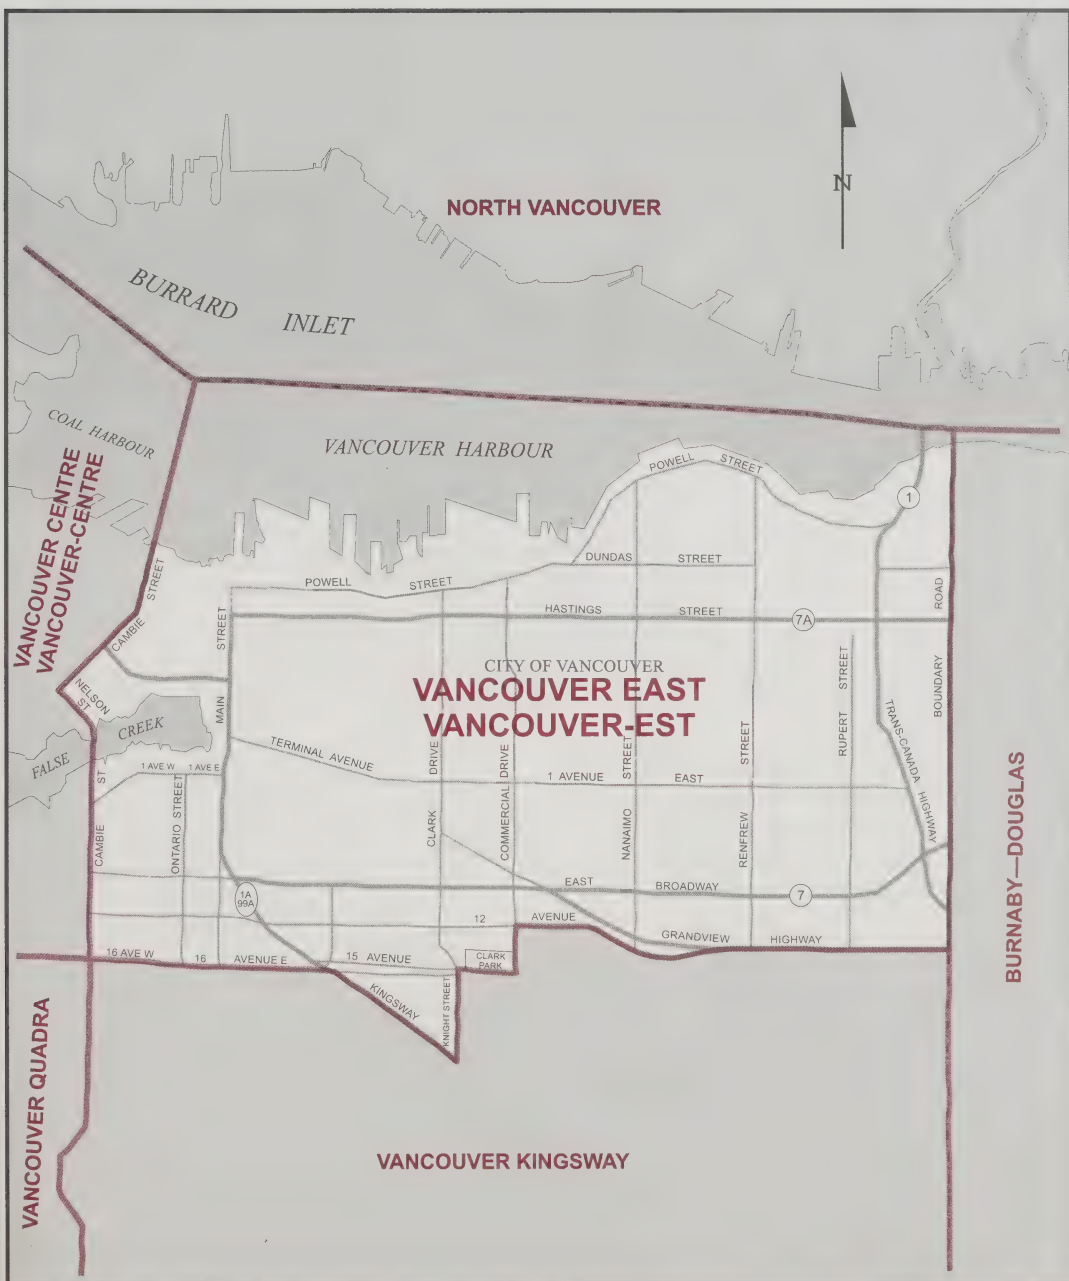 N
NORTH VANCOUVER
BURRARD INLET
COAL HARBOUR
VANCOUVER HARBOUR
VANCOUVER CENTRE
VANCOUVER-CENTRE
POWELL STREET
1
CAMBIE STREET
DUNDAS STREET
POWELL STREET
HASTINGS STREET
7A
MAIN STREET
BOUNDARY ROAD
CITY OF VANCOUVER
VANCOUVER EAST
VANCOUVER-EST
NELSON ST
FALSE CREEK
TERMINAL AVENUE
1 AVE W
1 AVE E
1 AVENUE EAST
CAMBIE ST
ONTARIO STREET
CLARK DRIVE
COMMERCIAL DRIVE
NANAIMO STREET
RENFREW STREET
RUPERT STREET
TRANS-CANADA HIGHWAY
BURNABY—DOUGLAS
1A
99A
EAST BROADWAY
7
12 AVENUE
GRANDVIEW HIGHWAY
16 AVE W
16 AVENUE E
15 AVENUE
CLARK
PARK
KINGSWAY
KNIGHT STREET
VANCOUVER QUADRA
VANCOUVER KINGSWAY